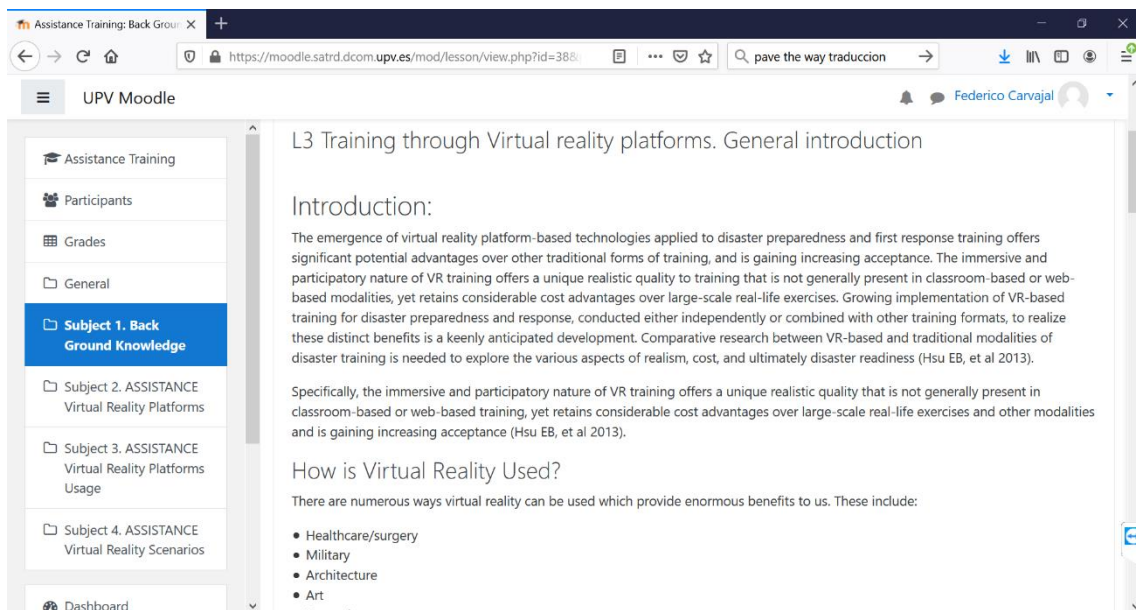 Assistance Training: Back Groun
https://moodle.satrd.dcom.upv.es/mod/lesson/view.php?id=388
pave the way traduccion
UPV Moodle
Federico Carvajal
Assistance Training
Participants
Grades
General
Subject 1. Back
Ground Knowledge
Subject 2. ASSISTANCE
Virtual Reality Platforms
Subject 3. ASSISTANCE
Virtual Reality Platforms
Usage
Subject 4. ASSISTANCE
Virtual Reality Scenarios
Dashboard
L3 Training through Virtual reality platforms. General introduction
Introduction:
The emergence of virtual reality platform-based technologies applied to disaster preparedness and first response training offers
significant potential advantages over other traditional forms of training, and is gaining increasing acceptance. The immersive and
participatory nature of VR training offers a unique realistic quality to training that is not generally present in classroom-based or web-
based modalities, yet retains considerable cost advantages over large-scale real-life exercises. Growing implementation of VR-based
training for disaster preparedness and response, conducted either independently or combined with other training formats, to realize
these distinct benefits is a keenly anticipated development. Comparative research between VR-based and traditional modalities of
disaster training is needed to explore the various aspects of realism, cost, and ultimately disaster readiness (Hsu EB, et al 2013).
Specifically, the immersive and participatory nature of VR training offers a unique realistic quality that is not generally present in
classroom-based or web-based training, yet retains considerable cost advantages over large-scale real-life exercises and other modalities
and is gaining increasing acceptance (Hsu EB, et al 2013).
How is Virtual Reality Used?
There are numerous ways virtual reality can be used which provide enormous benefits to us. These include:
• Healthcare/surgery
• Military
• Architecture
• Art